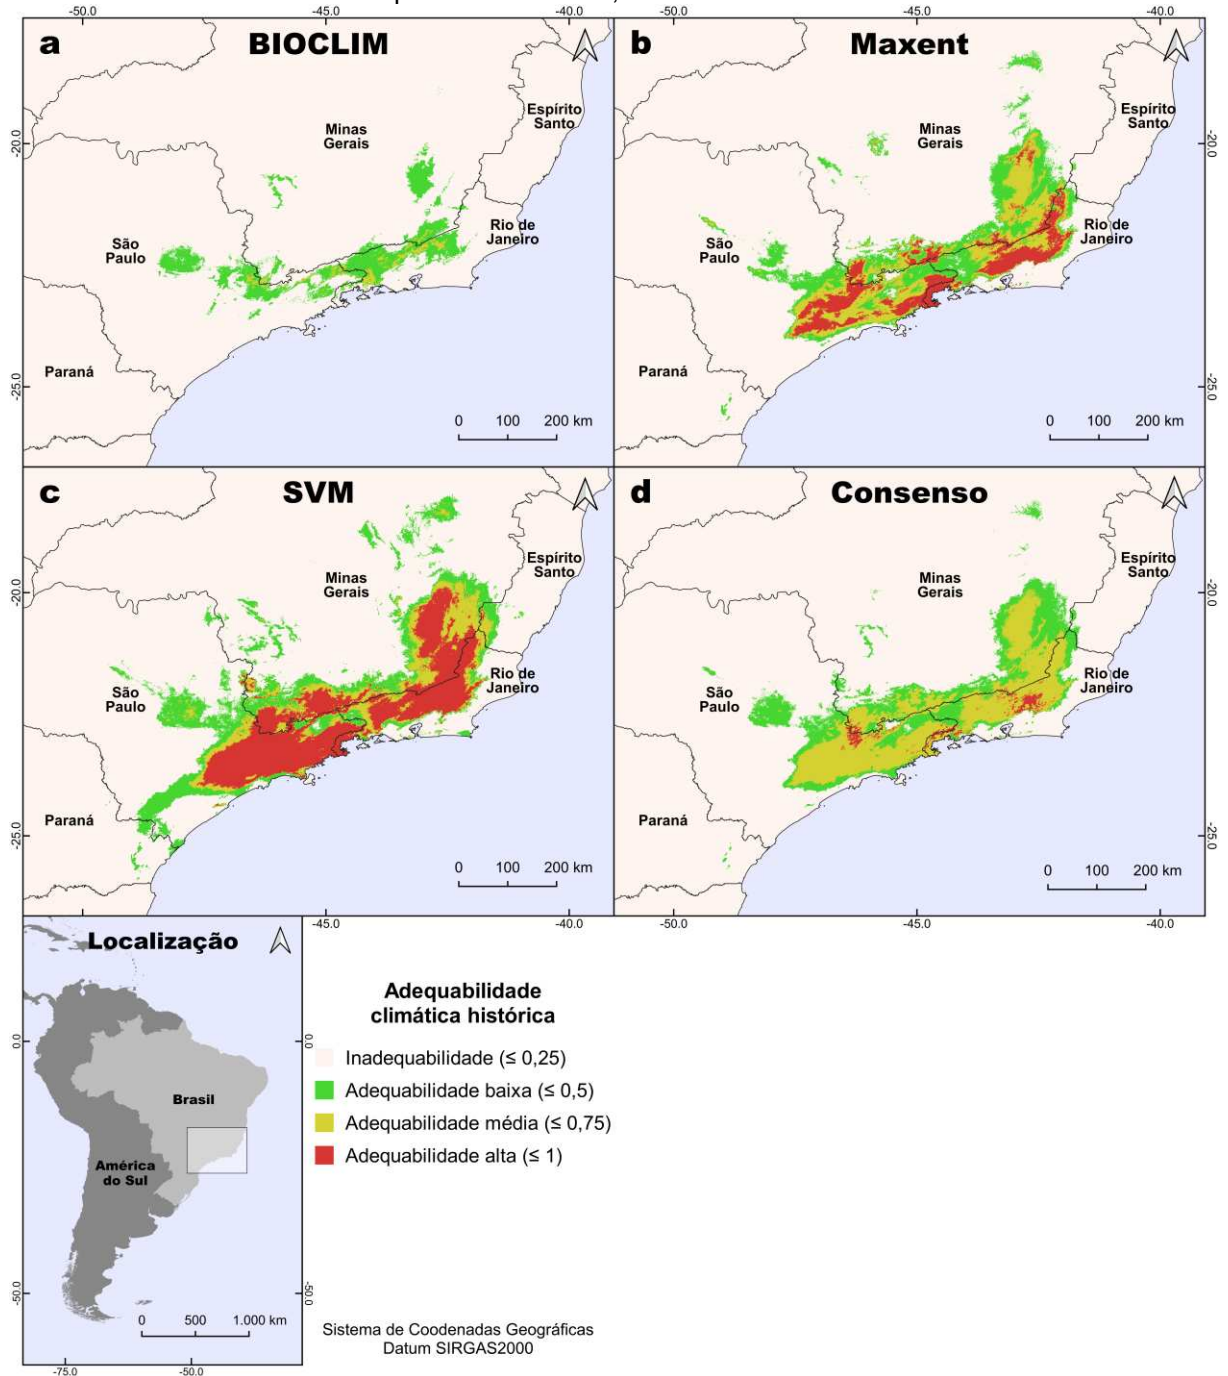 -50.0 -45.0 -40.0 -45.0 -40.0
a BIOCLIM
Espírito
Santo
Minas
Gerais
-20.0
Rio de
Janeiro
São
Paulo
Paraná
-25.0
0 100 200 km
b Maxent
Espírito
Santo
Minas
Gerais
-20.0
Rio de
Janeiro
São
Paulo
Paraná
-25.0
0 100 200 km
c SVM
Espírito
Santo
Minas
Gerais
-20.0
Rio de
Janeiro
São
Paulo
Paraná
-25.0
0 100 200 km
-45.0 -40.0
d Consenso
Espírito
Santo
Minas
Gerais
-20.0
Rio de
Janeiro
São
Paulo
Paraná
-25.0
0 100 200 km
-50.0 -45.0 -40.0
Localização
0.0 0.0
Brasil
América
do Sul
-50.0 -50.0
0 500 1.000 km
-75.0 -50.0
Adequabilidade
climática histórica
Inadequabilidade (≤ 0,25)
Adequabilidade baixa (≤ 0,5)
Adequabilidade média (≤ 0,75)
Adequabilidade alta (≤ 1)
Sistema de Coodenadas Geográficas
Datum SIRGAS2000